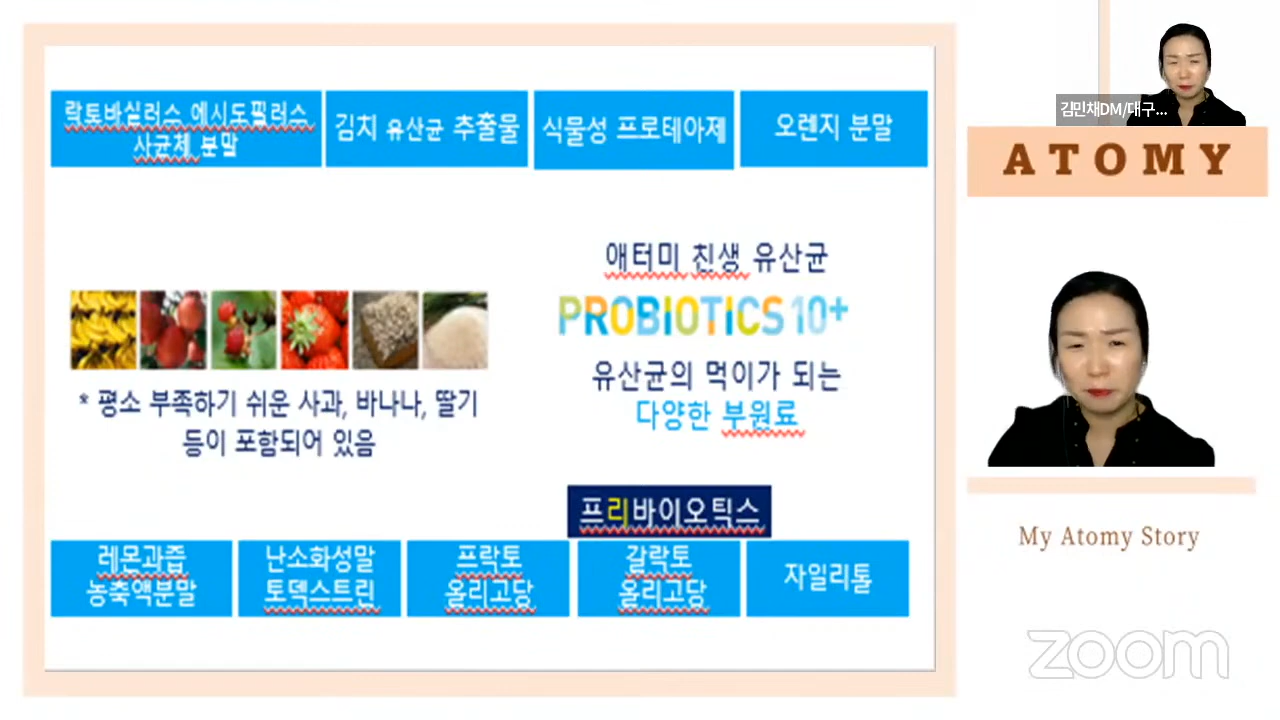 락토바실러스 에시도필러스
사균체 분말
김치 유산균 추출물
식물성 프로테아제
오렌지 분말
김민채DM/대구...
ATOMY
애터미 친생 유산균
PROBIOTICS 10+
유산균의 먹이가 되는
다양한 부원료
* 평소 부족하기 쉬운 사과, 바나나, 딸기
등이 포함되어 있음
프리바이오틱스
레몬과즙
농축액분말
난소화성말
토덱스트린
프락토
올리고당
갈락토
올리고당
자일리톨
My Atomy Story
zoom